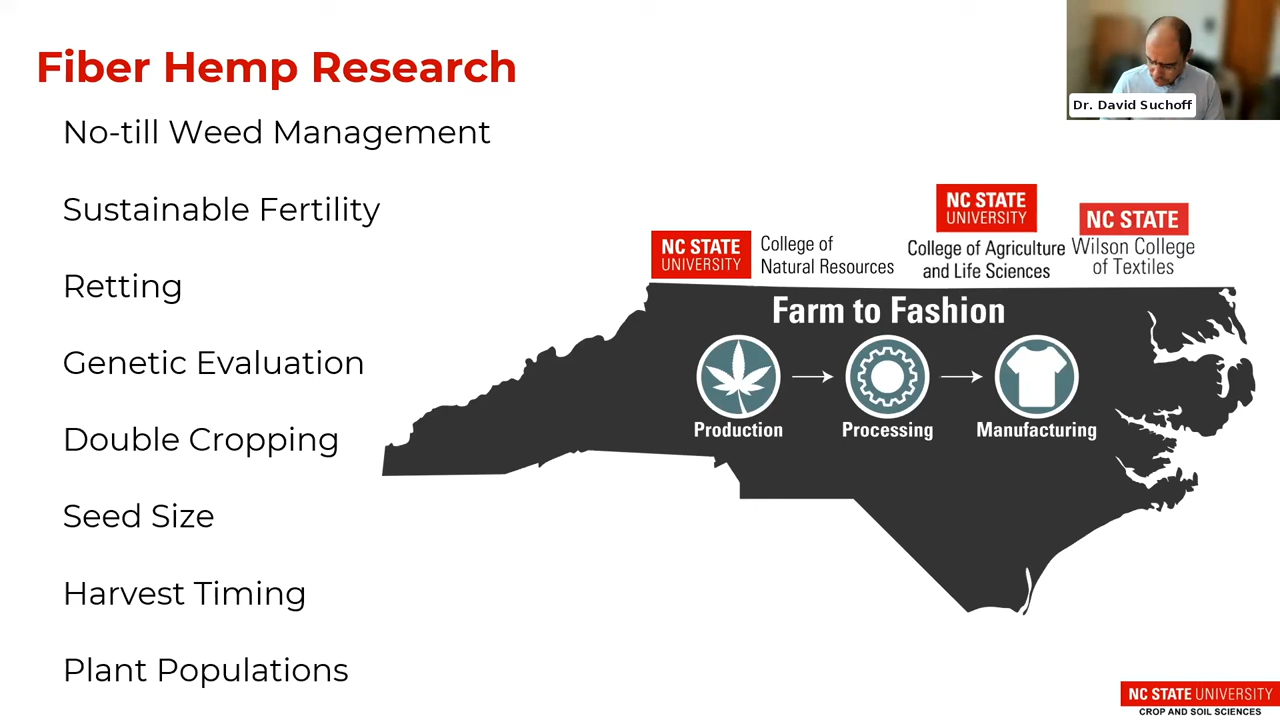 Fiber Hemp Research
No-till Weed Management
Sustainable Fertility
Retting
Genetic Evaluation
Double Cropping
Seed Size
Harvest Timing
Plant Populations
Dr. David Suchoff
NC STATE
UNIVERSITY
College of
Natural Resources
NC STATE
UNIVERSITY
College of Agriculture
and Life Sciences
NC STATE
Wilson College
of Textiles
Farm to Fashion
Production
Processing
Manufacturing
NC STATE UNIVERSITY
CROP AND SOIL SCIENCES